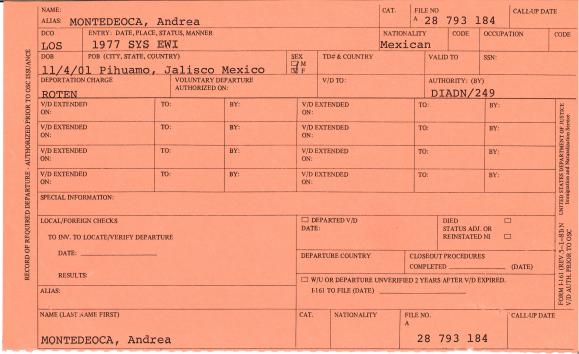 NAME: CAT. FILE NO CALL-UP DATE
ALIAS: MONTEDEOCA, Andrea A 28 793 184
DCO ENTRY: DATE, PLACE, STATUS, MANNER NATIONALITY CODE OCCUPATION CODE
LOS 1977 SYS EWI Mexican
DOB POB (CITY, STATE, COUNTRY) SEX TD# & COUNTRY VALID TO SSN:
11/4/01 Pihuamo, Jalisco Mexico M F
DEPORTATION CHARGE VOLUNTARY DEPARTURE AUTHORIZED ON: V/D TO: AUTHORITY: (BY)
ROTEN DIADN/249
V/D EXTENDED ON: TO: BY: V/D EXTENDED ON: TO: BY:
V/D EXTENDED ON: TO: BY: V/D EXTENDED ON: TO: BY:
V/D EXTENDED ON: TO: BY: V/D EXTENDED ON: TO: BY:
V/D EXTENDED ON: TO: BY: V/D EXTENDED ON: TO: BY:
SPECIAL INFORMATION:
LOCAL/FOREIGN CHECKS
TO INV. TO LOCATE/VERIFY DEPARTURE
DATE:
RESULTS:
DEPARTED V/D
DATE:
DIED
STATUS ADJ. OR
REINSTATED NI
DEPARTURE COUNTRY
CLOSEOUT PROCEDURES
COMPLETED (DATE)
ALIAS:
W/U OR DEPARTURE UNVERIFIED 2 YEARS AFTER V/D EXPIRED.
I-161 TO FILE (DATE)
NAME (LAST NAME FIRST) CAT. NATIONALITY FILE NO. CALL-UP DATE
A
MONTEDEOCA, Andrea 28 793 184
RECORD OF REQUIRED DEPARTURE - AUTHORIZED PRIOR TO OSC ISSUANCE
UNITED STATES DEPARTMENT OF JUSTICE
Immigration and Naturalization Service
FORM I-161 (REV. 5-1-83) N
V/D AUTH. PRIOR TO OSC